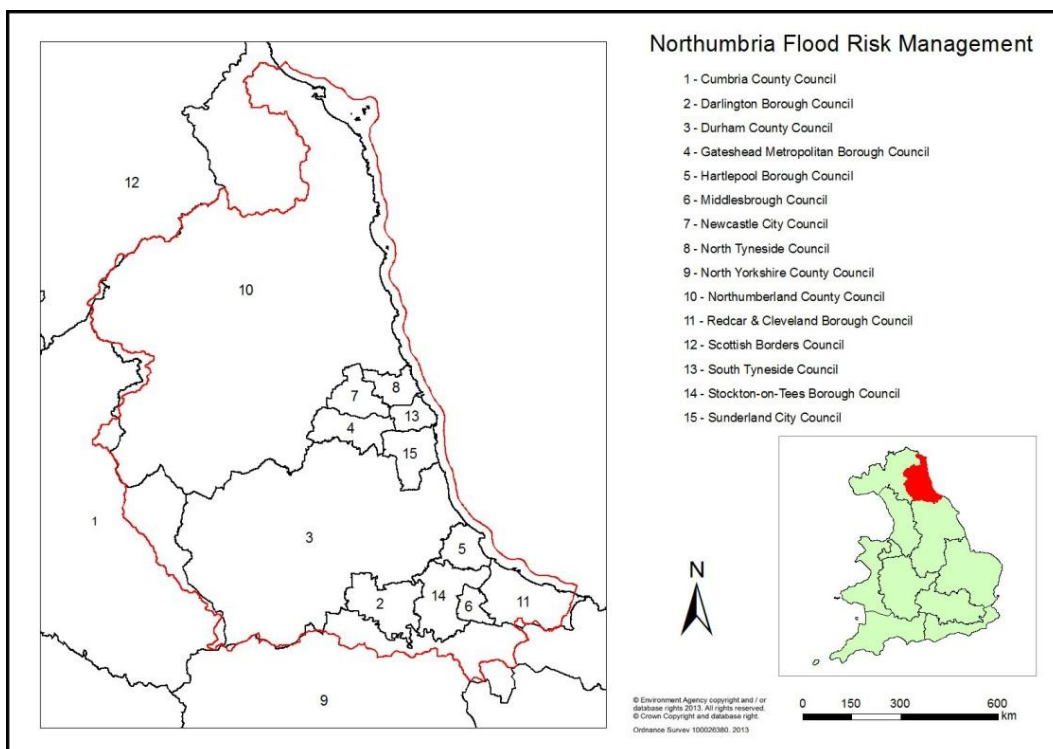 Northumbria Flood Risk Management
1 - Cumbria County Council
2 - Darlington Borough Council
3 - Durham County Council
4 - Gateshead Metropolitan Borough Council
5 - Hartlepool Borough Council
6 - Middlesbrough Council
7 - Newcastle City Council
8 - North Tyneside Council
9 - North Yorkshire County Council
10 - Northumberland County Council
11 - Redcar & Cleveland Borough Council
12 - Scottish Borders Council
13 - South Tyneside Council
14 - Stockton-on-Tees Borough Council
15 - Sunderland City Council
12
10
8
7
13
4
15
1
3
5
2
14
6
11
9
N
© Environment Agency copyright and / or
database rights 2013. All rights reserved.
© Crown Copyright and database right.
Ordnance Survey 100026380. 2013
0 150 300 600
km